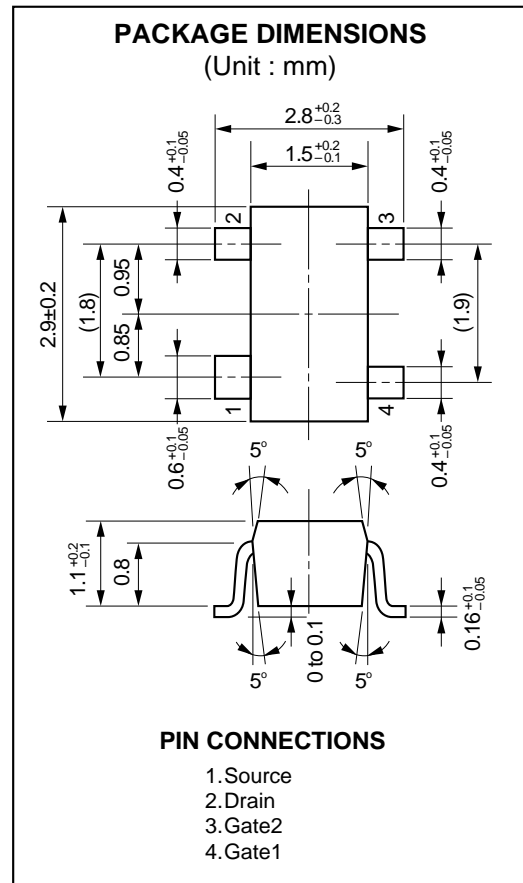 PACKAGE DIMENSIONS
(Unit : mm)
2.8 +0.2 −0.3
1.5 +0.2 −0.1
0.4 +0.1 −0.05
0.4 +0.1 −0.05
2
3
2.9±0.2
(1.8)
0.95
0.85
(1.9)
1
4
0.6 +0.1 −0.05
0.4 +0.1 −0.05
5°
5°
1.1 +0.2 −0.1
0.8
0 to 0.1
0.16 +0.1 −0.05
5°
5°
PIN CONNECTIONS
1.Source
2.Drain
3.Gate2
4.Gate1